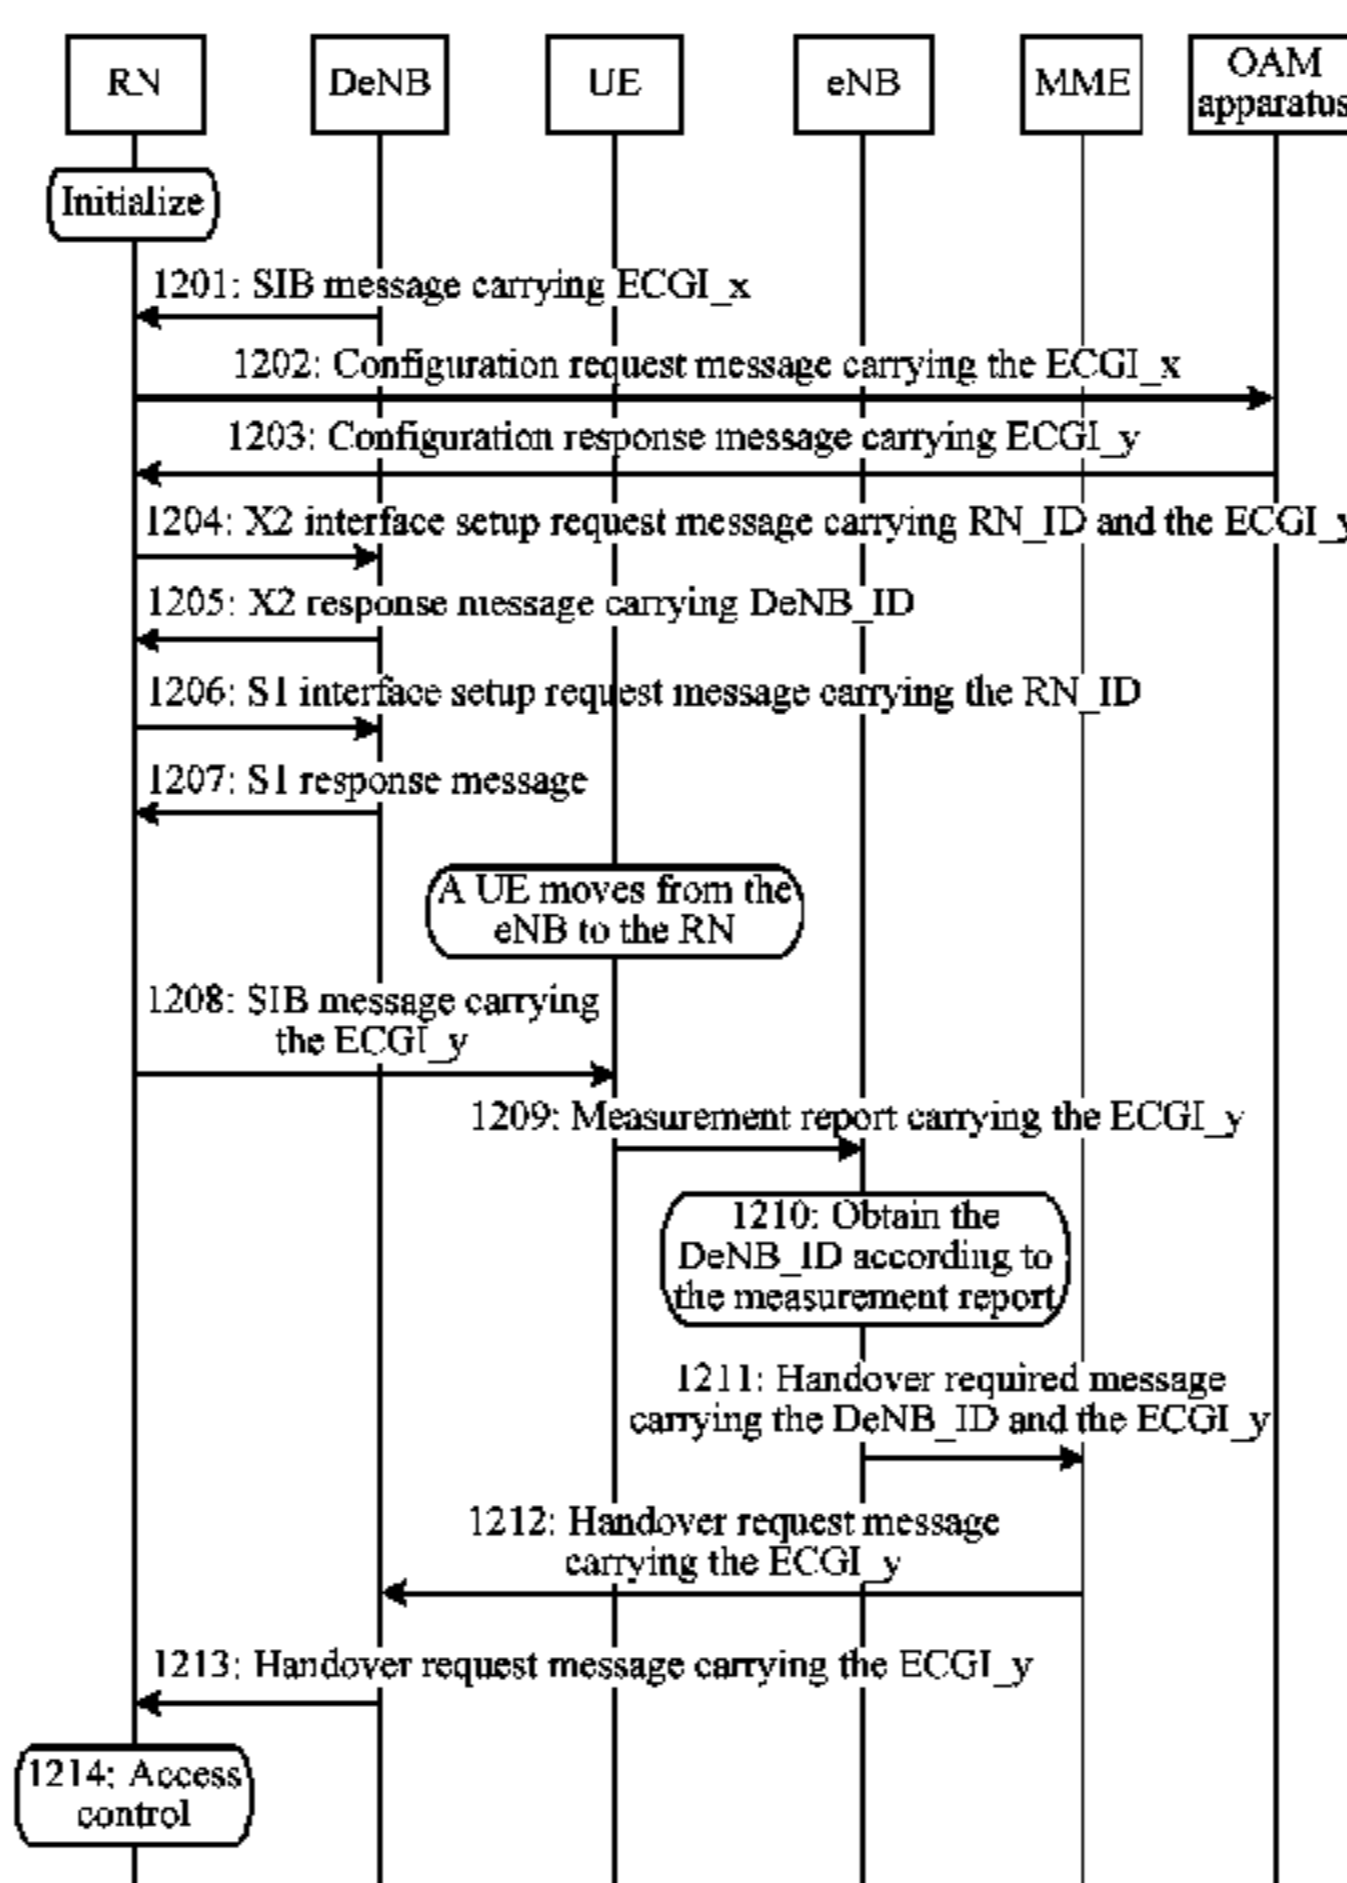 RN
DeNB
UE
eNB
MME
OAM
apparatus
Initialize
1201: SIB message carrying ECGI_x
1202: Configuration request message carrying the ECGI_x
1203: Configuration response message carrying ECGI_y
1204: X2 interface setup request message carrying RN_ID and the ECGI_y
1205: X2 response message carrying DeNB_ID
1206: S1 interface setup request message carrying the RN_ID
1207: S1 response message
A UE moves from the
eNB to the RN
1208: SIB message carrying
the ECGI_y
1209: Measurement report carrying the ECGI_y
1210: Obtain the
DeNB_ID according to
the measurement report
1211: Handover required message
carrying the DeNB_ID and the ECGI_y
1212: Handover request message
carrying the ECGI_y
1213: Handover request message carrying the ECGI_y
1214: Access
control